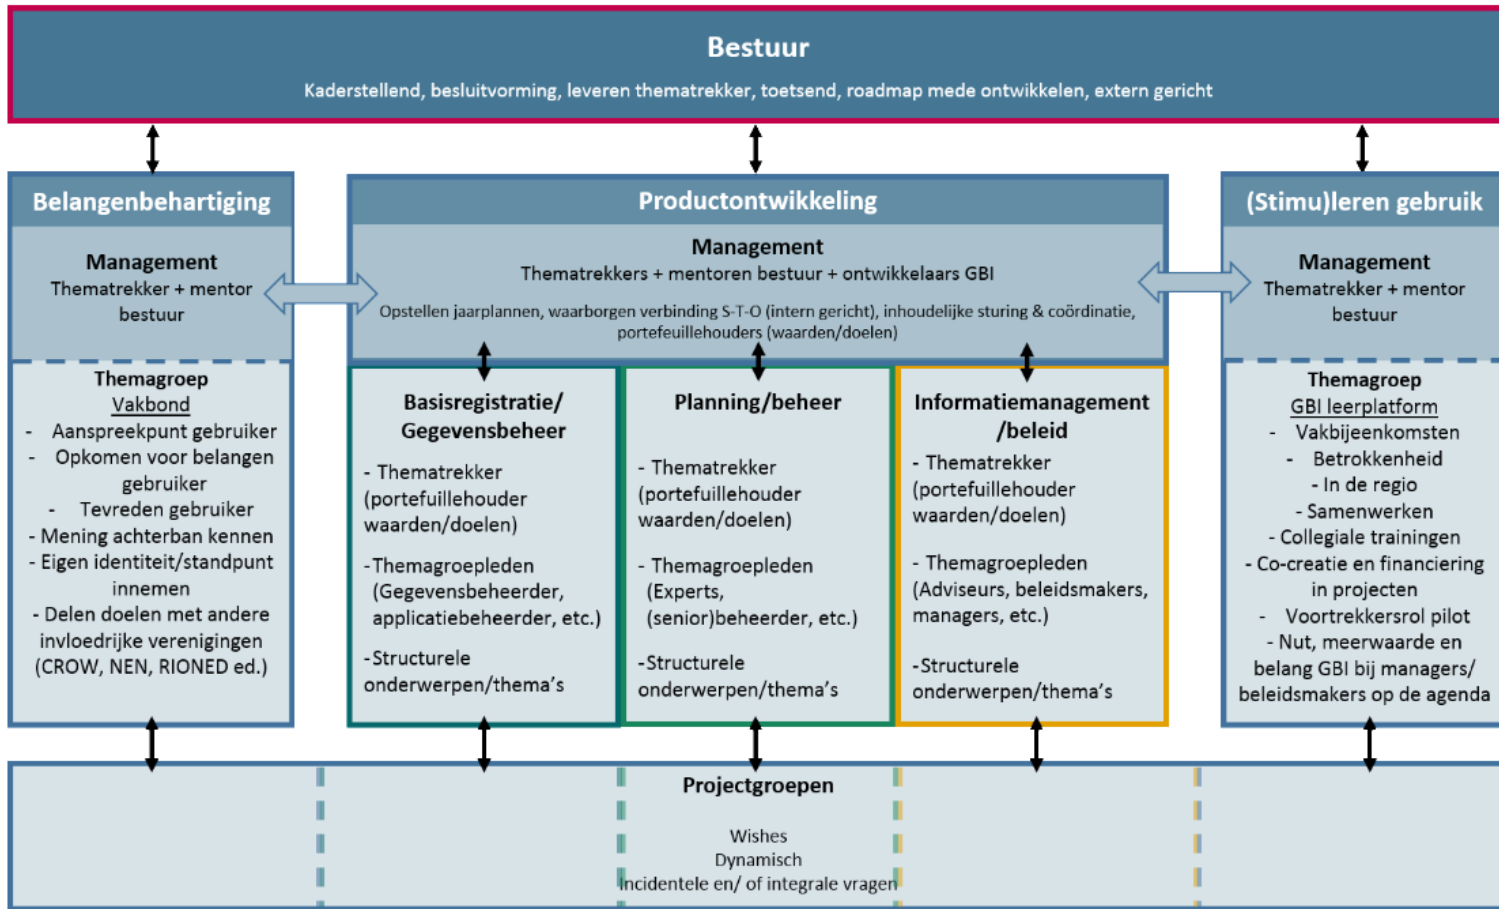 Bestuur
Kaderstellend, besluitvorming, leveren thematrekker, toetsend, roadmap mede ontwikkelen, extern gericht
Belangenbehartiging
Management
Thematrekker + mentor
bestuur
Themagroep
Vakbond
- Aanspreekpunt gebruiker
- Opkomen voor belangen
gebruiker
- Tevreden gebruiker
- Mening achterban kennen
- Eigen identiteit/standpunt
innemen
- Delen doelen met andere
invloedrijke verenigingen
(CROW, NEN, RIONED ed.)
Productontwikkeling
Management
Thematrekkers + mentoren bestuur + ontwikkelaars GBI
Opstellen jaarplannen, waarborgen verbinding S-T-O (intern gericht), inhoudelijke sturing & coördinatie,
portefeuillehouders (waarden/doelen)
Basisregistratie/
Gegevensbeheer
- Thematrekker
(portefuillehouder
waarden/doelen)
-Themagroepleden
(Gegevensbeheerder,
applicatiebeheerder, etc.)
-Structurele
onderwerpen/thema's
Planning/beheer
- Thematrekker
(portefuillehouder
waarden/doelen)
- Themagroepleden
(Experts,
(senior)beheerder, etc.)
-Structurele
onderwerpen/thema's
Informatiemanagement
/beleid
- Thematrekker
(portefuillehouder
waarden/doelen)
- Themagroepleden
(Adviseurs, beleidsmakers,
managers, etc.)
-Structurele
onderwerpen/thema's
(Stimu)leren gebruik
Management
Thematrekker + mentor
bestuur
Themagroep
GBI leerplatform
- Vakbijeenkomsten
- Betrokkenheid
- In de regio
- Samenwerken
- Collegiale trainingen
- Co-creatie en financiering
in projecten
- Voortrekkersrol pilot
- Nut, meerwaarde en
belang GBI bij managers/
beleidsmakers op de agenda
Projectgroepen
Wishes
Dynamisch
Incidentele en/ of integrale vragen